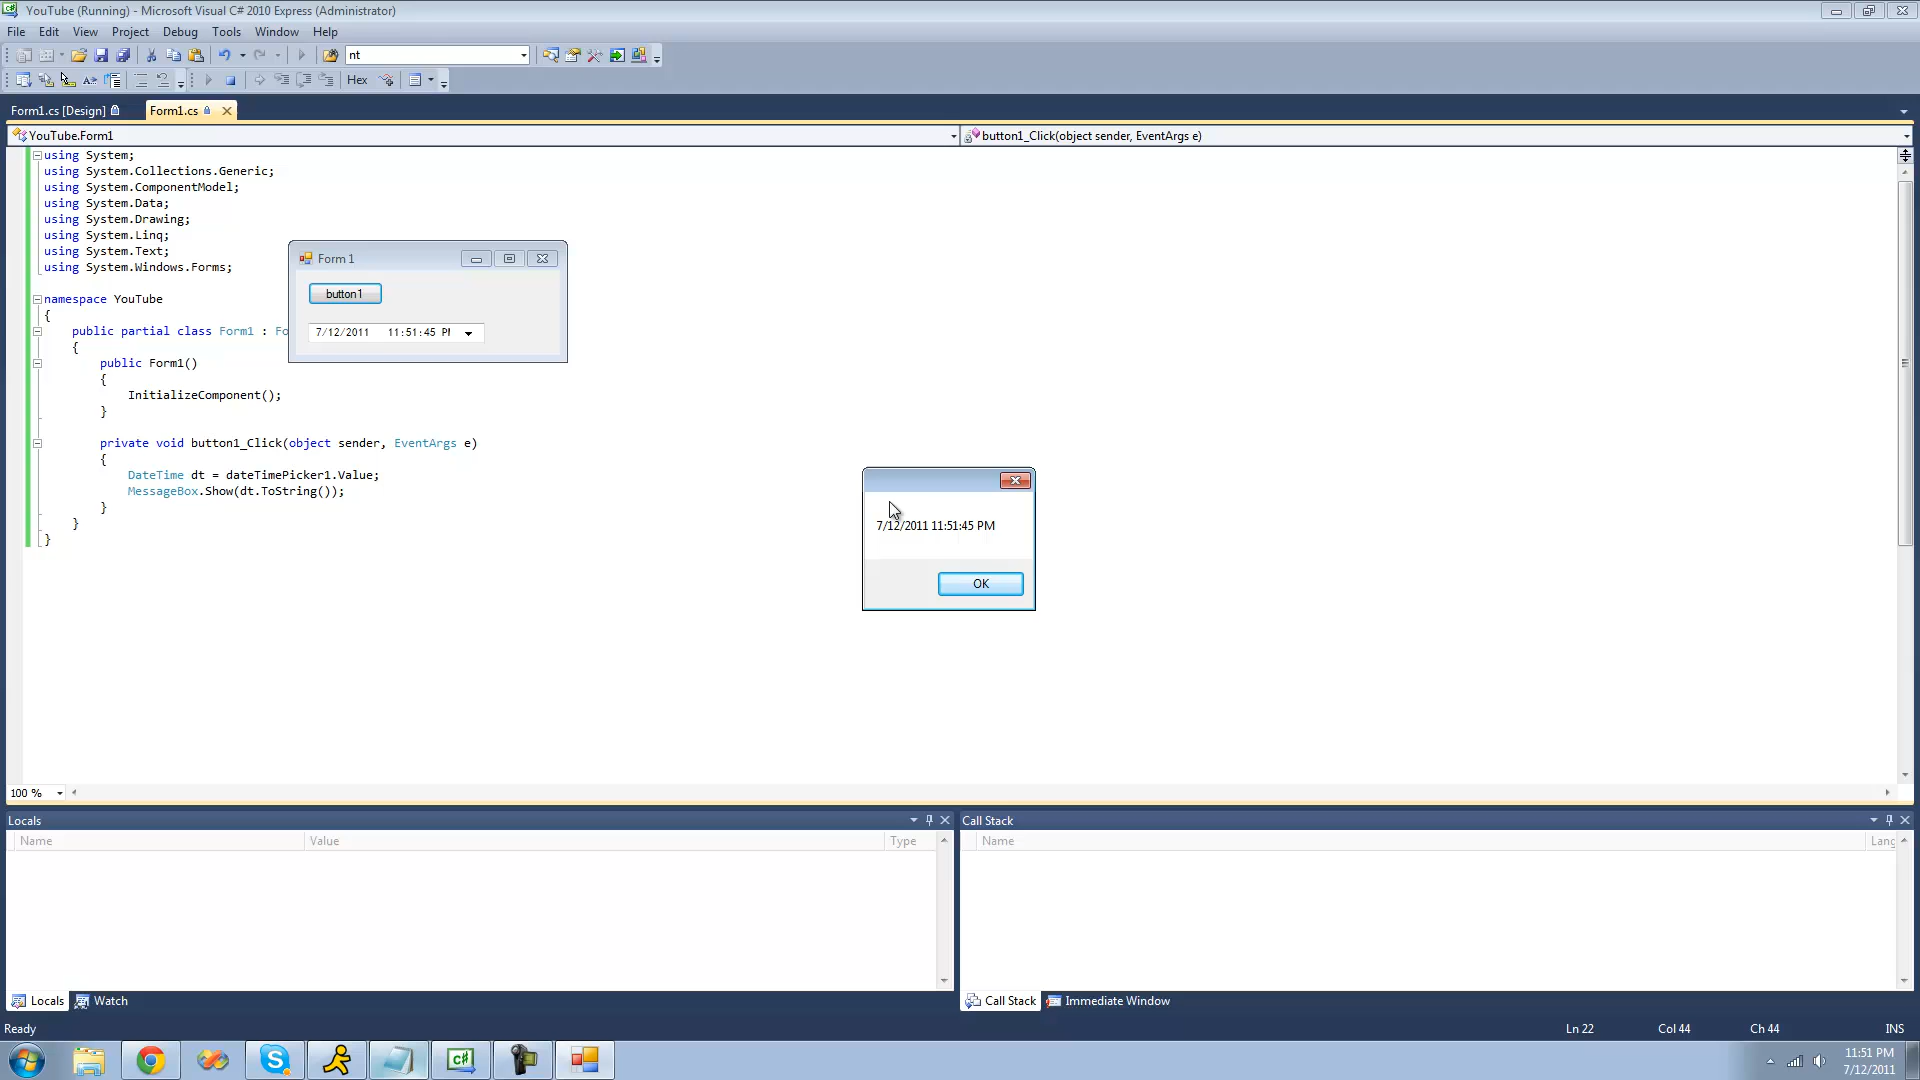 YouTube (Running) - Microsoft Visual C# 2010 Express (Administrator)
File Edit View Project Debug Tools Window Help
nt
Hex
Form1.cs [Design] Form1.cs
YouTube.Form1 button1_Click(object sender, EventArgs e)
using System;
using System.Collections.Generic;
using System.ComponentModel;
using System.Data;
using System.Drawing;
using System.Linq;
using System.Text;
using System.Windows.Forms;
namespace YouTube
{
public partial class Form1 : Fo
{
public Form1()
{
InitializeComponent();
}
private void button1_Click(object sender, EventArgs e)
{
DateTime dt = dateTimePicker1.Value;
MessageBox.Show(dt.ToString());
}
}
}
Form1
button1
7/12/2011 11:51:45 PM
7/12/2011 11:51:45 PM
OK
100 %
Locals
Name Value Type
Locals Watch
Call Stack
Name Lang
Call Stack Immediate Window
Ready Ln 22 Col 44 Ch 44 INS
11:51 PM
7/12/2011